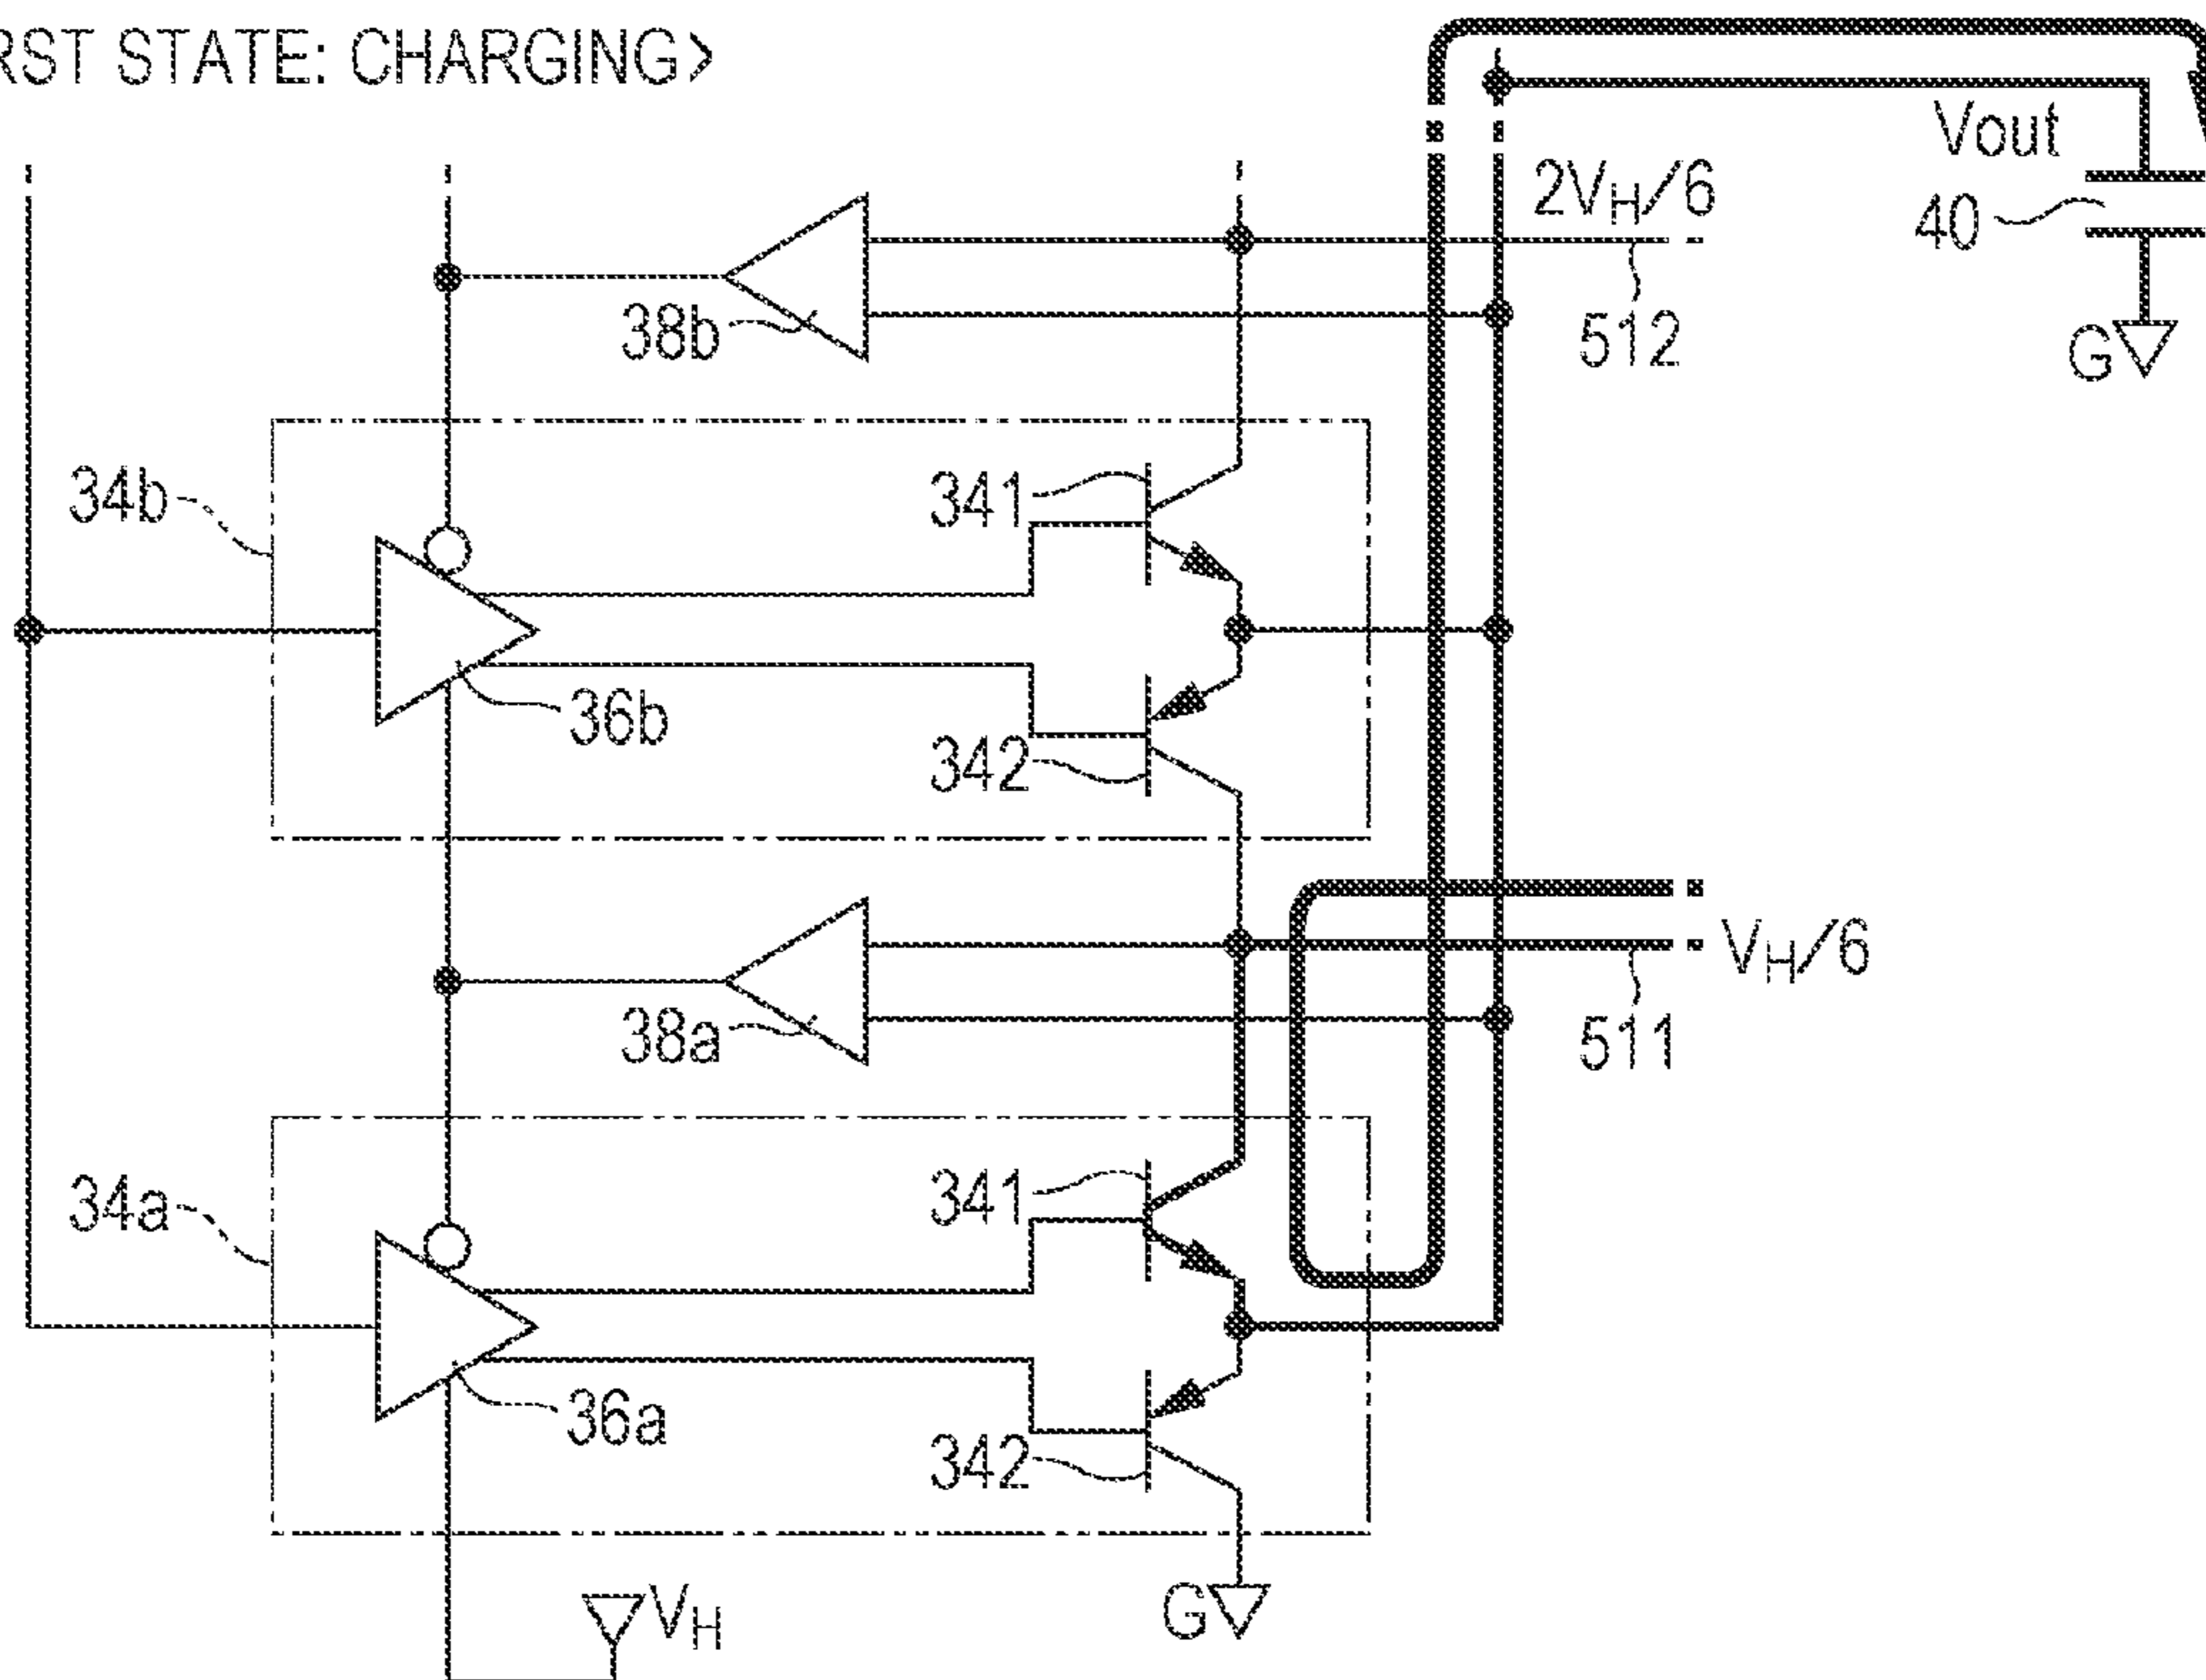 RST STATE: CHARGING>
Vout
2VH/6
40
512
G
38b
34b
341
36b
342
VH/6
511
38a
34a
341
36a
342
G
VH